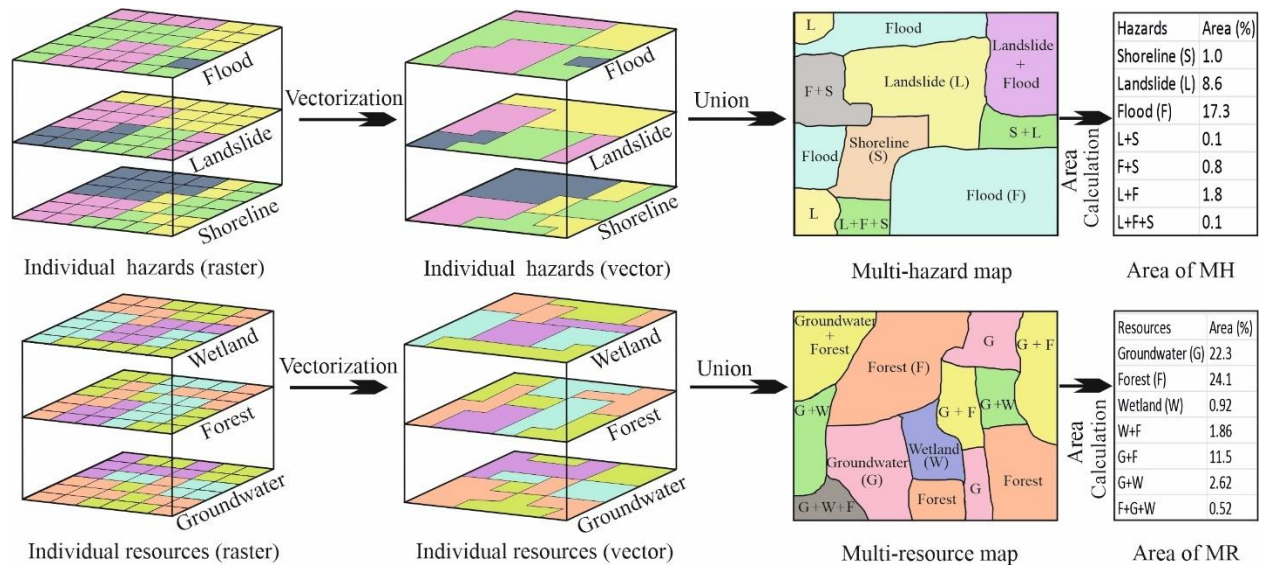 Flood
Landslide
Shoreline
Individual hazards (raster)
Vectorization
Flood
Landslide
Shoreline
Individual hazards (vector)
Union
L
Flood
Landslide
+
Flood
Landslide (L)
F+S
S+L
Flood
Shoreline
(S)
Flood (F)
L
L+F+S
Multi-hazard map
Area
Calculation
Hazards Area (%)
Shoreline (S) 1.0
Landslide (L) 8.6
Flood (F) 17.3
L+S 0.1
F+S 0.8
L+F 1.8
L+F+S 0.1
Area of MH
Wetland
Forest
Groundwater
Individual resources (raster)
Vectorization
Wetland
Forest
Groundwater
Individual resources (vector)
Union
Groundwater
+
Forest
G
G+F
Forest (F)
G+W
G+F
G+W
Wetland
(W)
Groundwater
(G)
G
Forest
Forest
G+W+F
Multi-resource map
Area
Calculation
Resources Area (%)
Groundwater (G) 22.3
Forest (F) 24.1
Wetland (W) 0.92
W+F 1.86
G+F 11.5
G+W 2.62
F+G+W 0.52
Area of MR